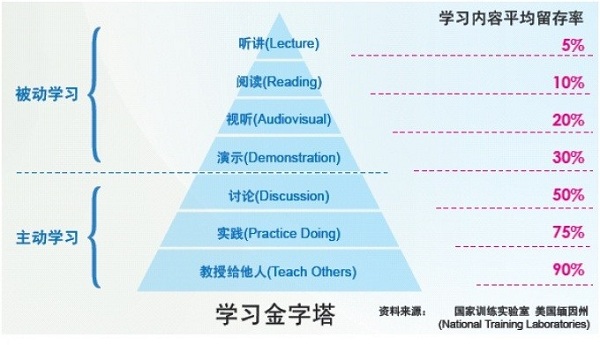 学习内容平均留存率
听讲(Lecture) 5%
阅读(Reading) 10%
被动学习
视听(Audiovisual) 20%
演示(Demonstration) 30%
讨论(Discussion) 50%
主动学习
实践(Practice Doing) 75%
教授给他人(Teach Others) 90%
学习金字塔
资料来源： 国家训练实验室 美国缅因州
(National Training Laboratories)